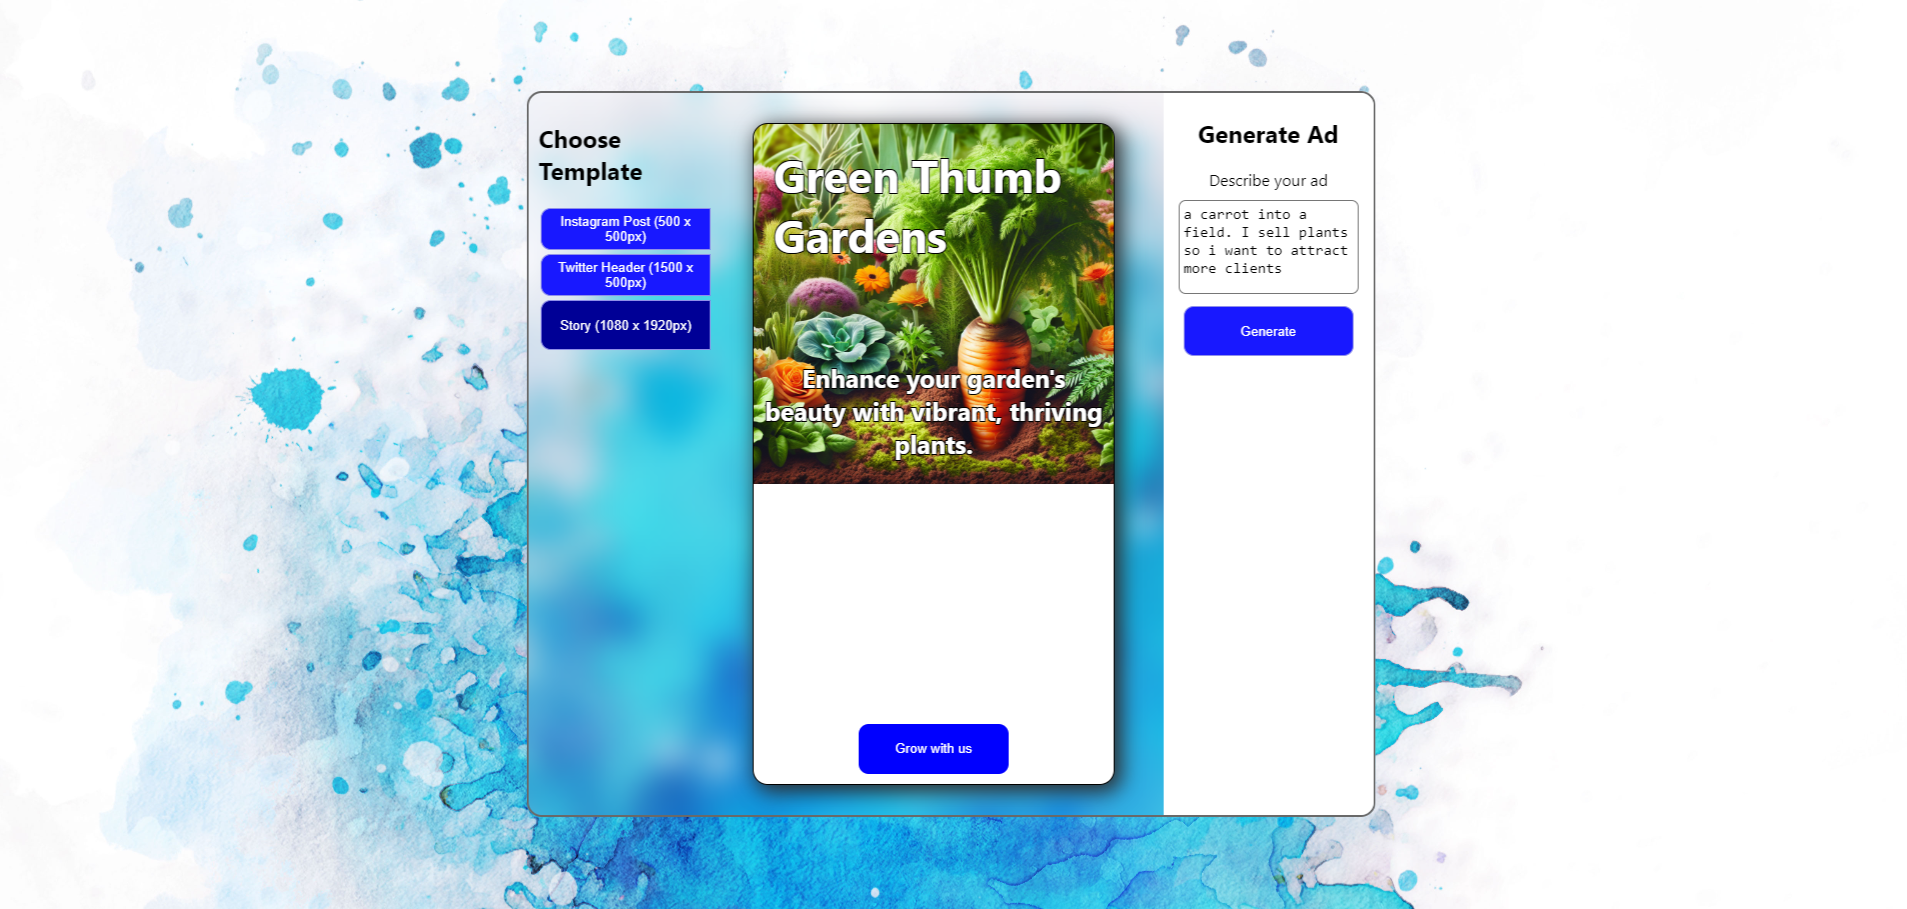 Choose
Template
Instagram Post (500 x
500px)
Twitter Header (1500 x
500px)
Story (1080 x 1920px)
Green Thumb
Gardens
Enhance your garden's
beauty with vibrant, thriving
plants.
Grow with us
Generate Ad
Describe your ad
a carrot into a
field. I sell plants
so i want to attract
more clients
Generate